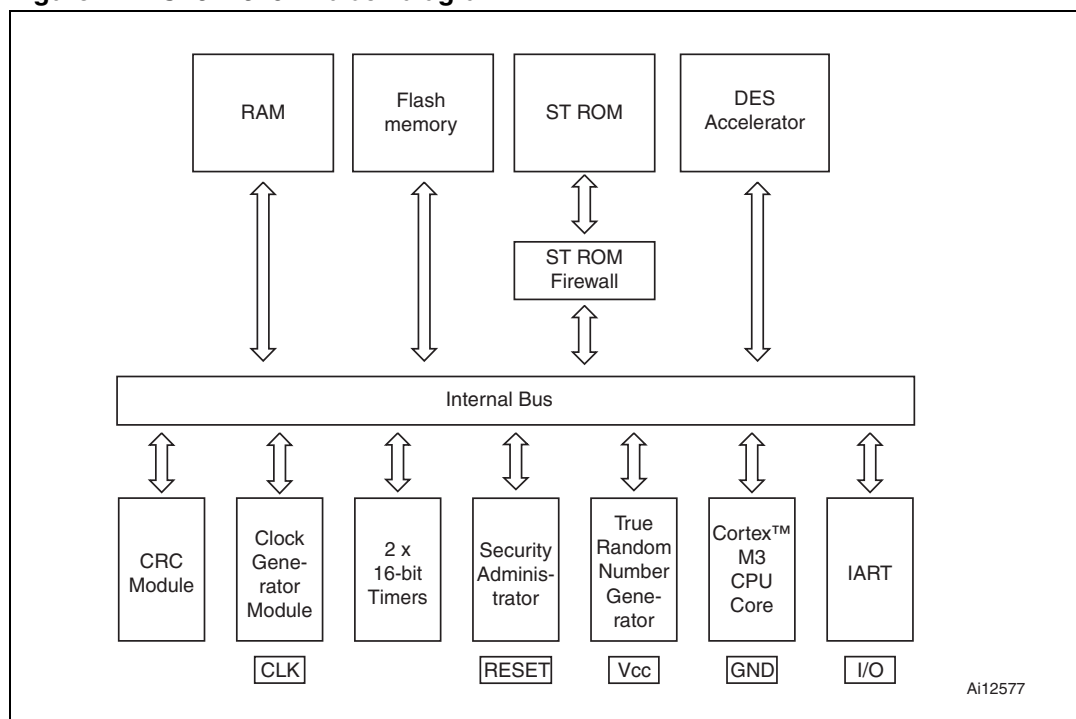 RAM
Flash
memory
ST ROM
DES
Accelerator
ST ROM
Firewall
Internal Bus
CRC
Module
Clock
Gene-
rator
Module
2 x
16-bit
Timers
Security
Adminis-
trator
True
Random
Number
Gene-
rator
Cortex™
M3
CPU
Core
IART
CLK
RESET
Vcc
GND
I/O
Ai12577